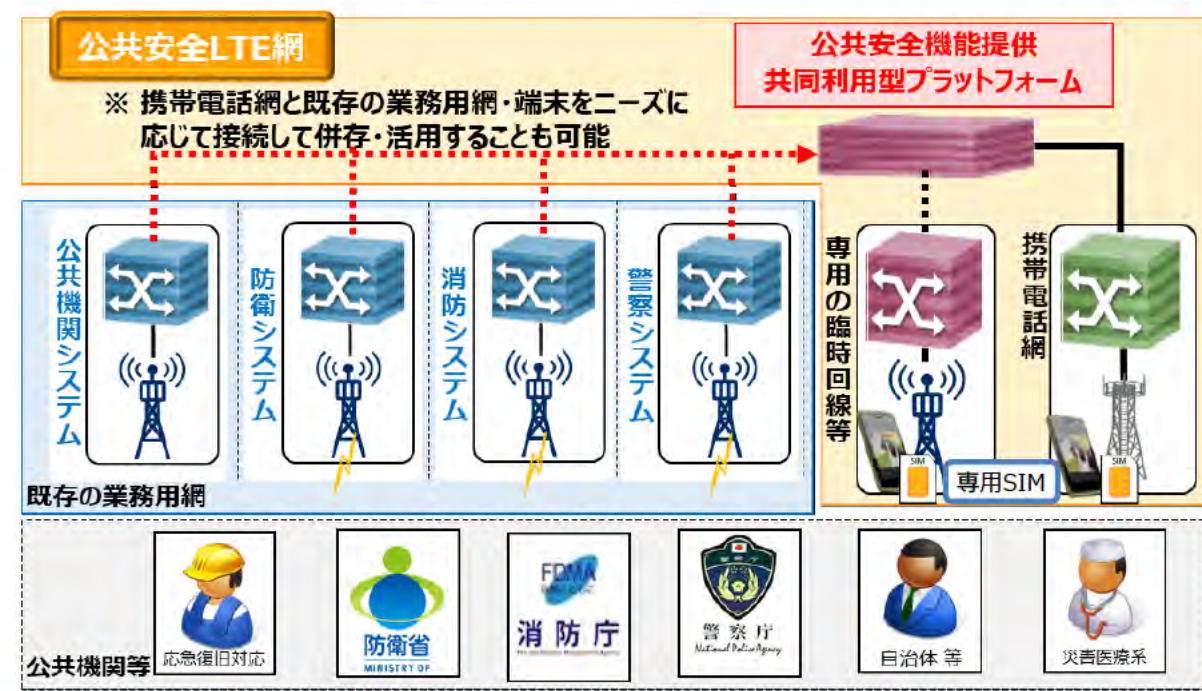 公共安全LTE網
公共安全機能提供
共同利用型プラットフォーム
※ 携帯電話網と既存の業務用網・端末をニーズに
応じて接続して併存・活用することも可能
公共機関システム
防衛システム
消防システム
警察システム
専用の臨時回線等
携帯電話網
SIM
専用SIM
SIM
既存の業務用網
応急復旧対応
防衛省
MINISTRY OF
FDMA
消防庁
警察庁
National Police Agency
自治体 等
災害医療系
公共機関等